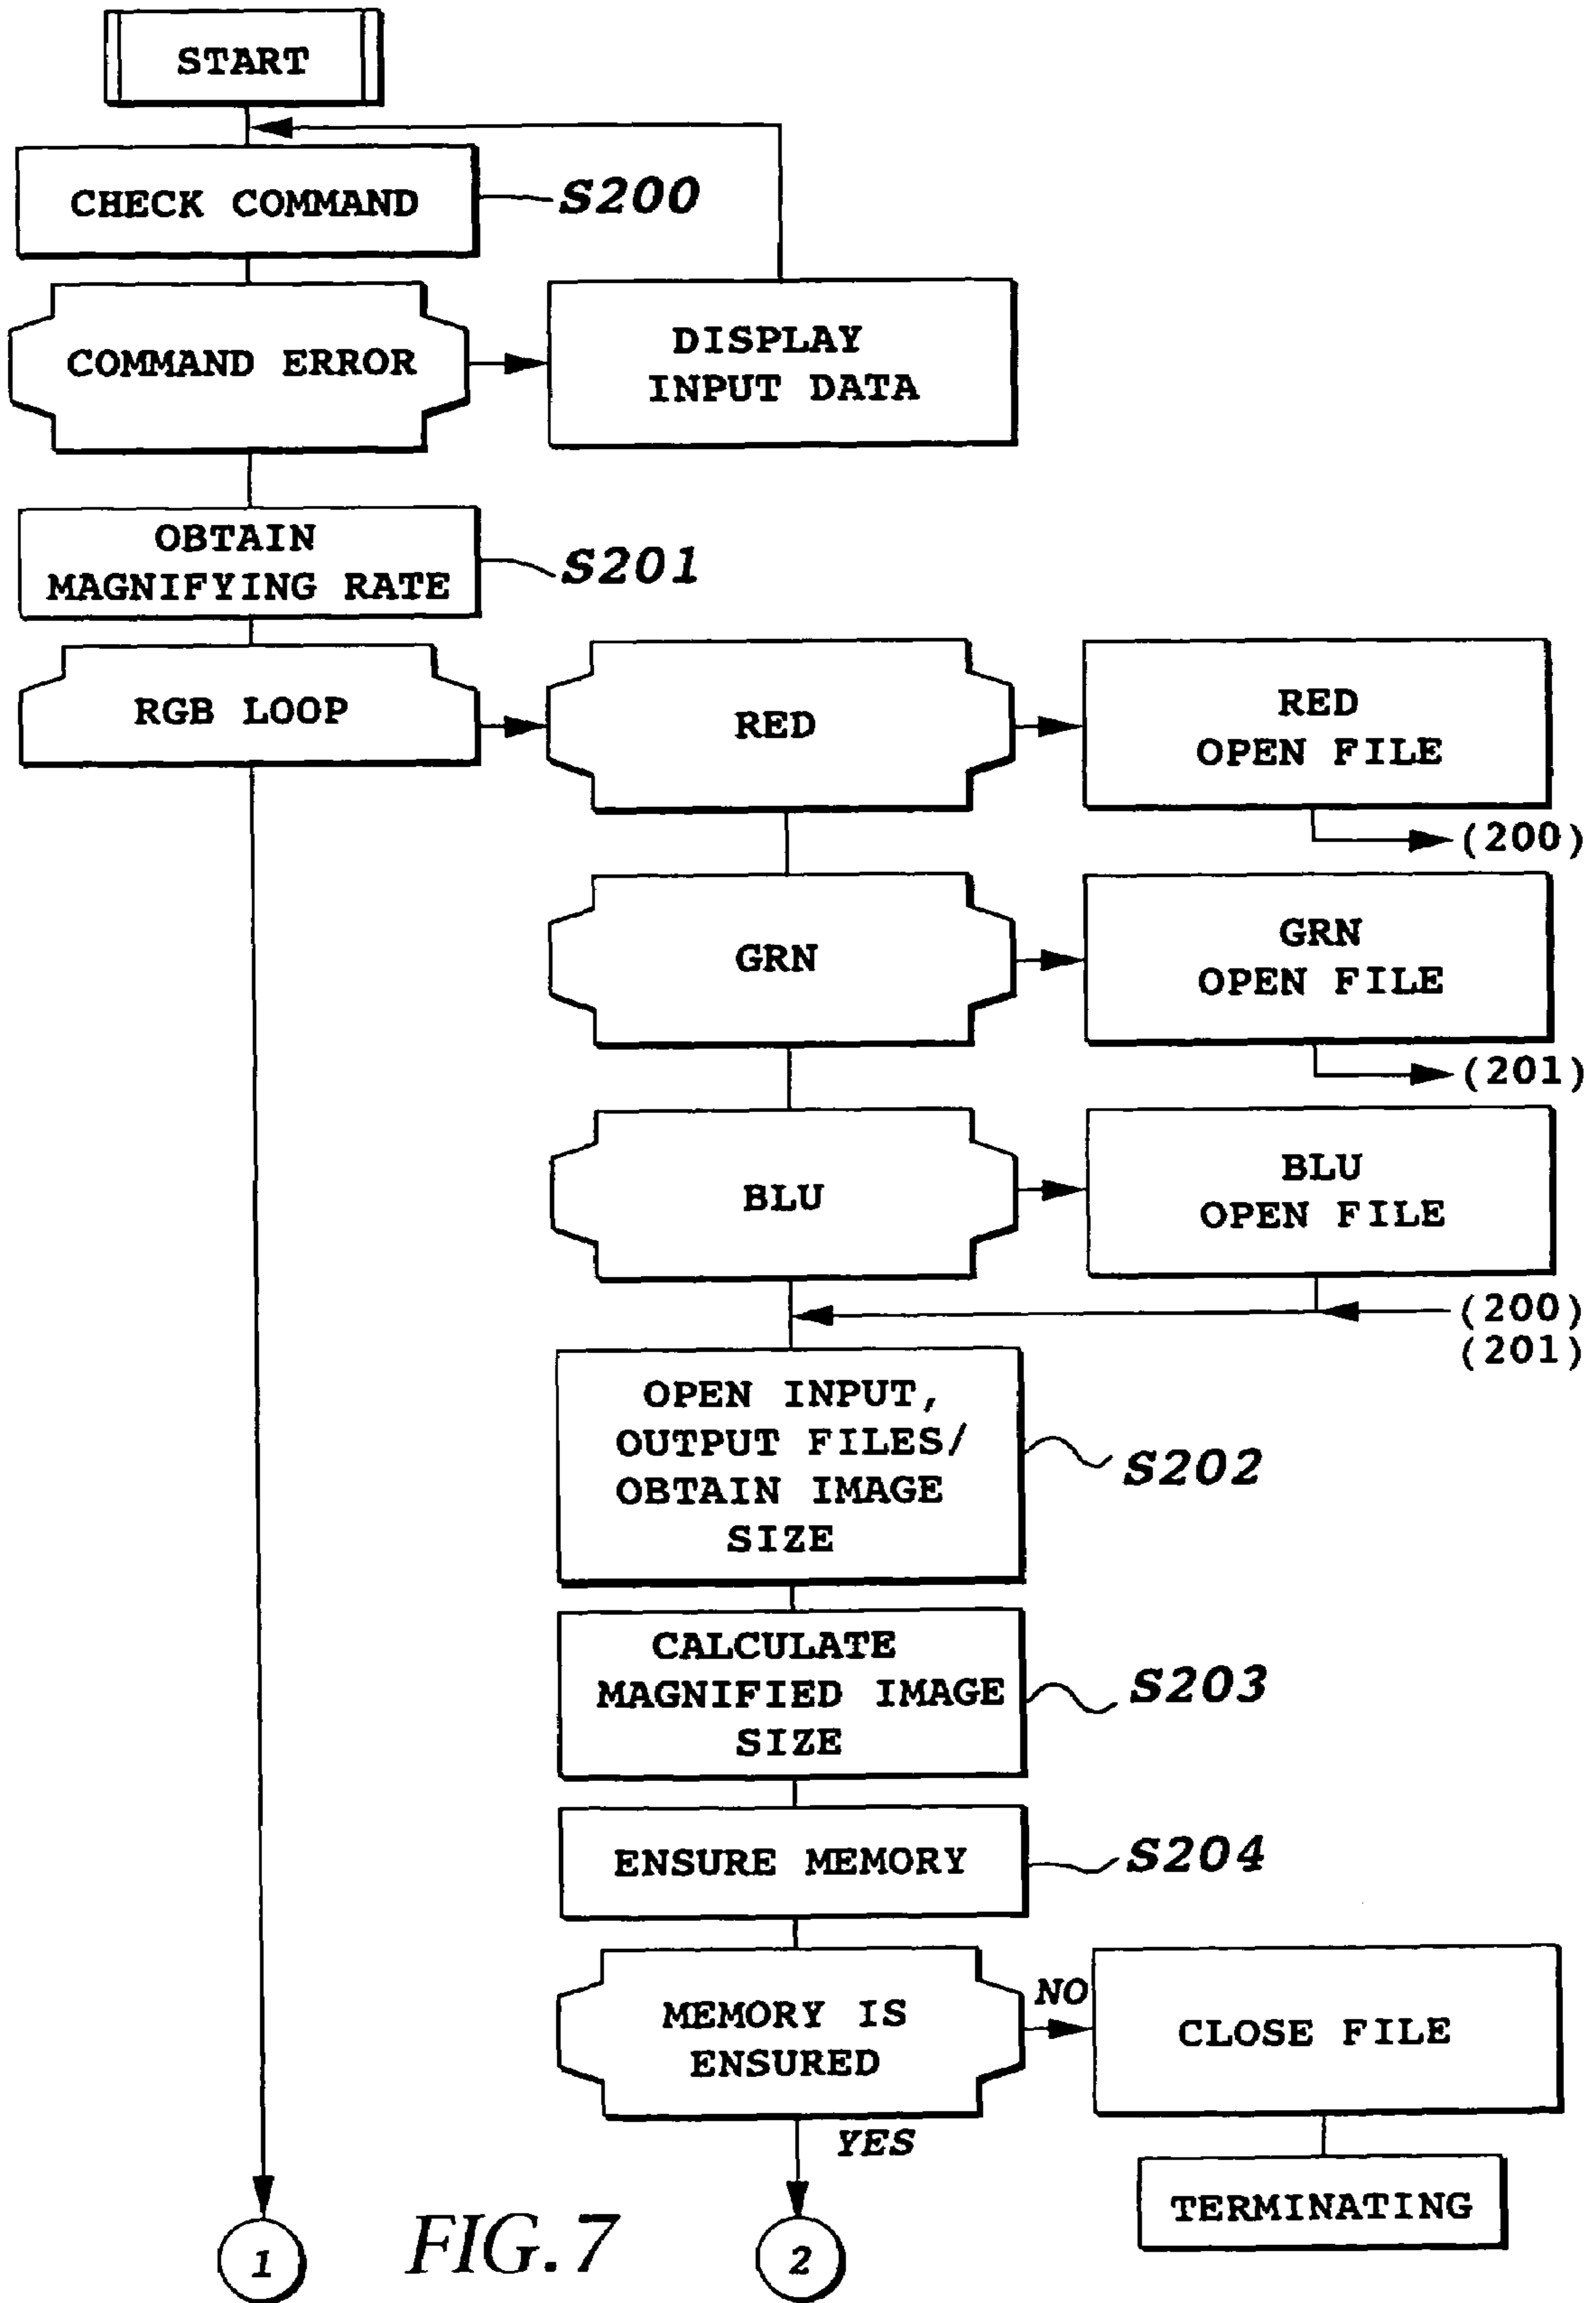 START
CHECK COMMAND
S200
COMMAND ERROR
DISPLAY
INPUT DATA
OBTAIN
MAGNIFYING RATE
S201
RGB LOOP
RED
RED
OPEN FILE
(200)
GRN
GRN
OPEN FILE
(201)
BLU
BLU
OPEN FILE
(200)
(201)
OPEN INPUT,
OUTPUT FILES/
OBTAIN IMAGE
SIZE
S202
CALCULATE
MAGNIFIED IMAGE
SIZE
S203
ENSURE MEMORY
S204
MEMORY IS
ENSURED
NO
CLOSE FILE
YES
TERMINATING
1
FIG. 7
2